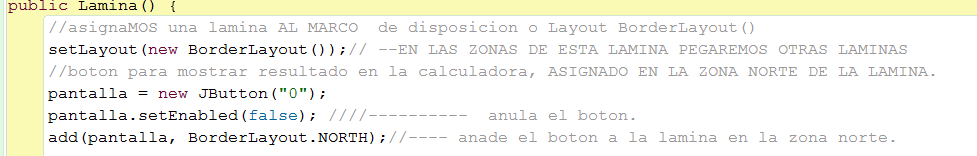 public Lamina() {
//asignaMOS una lamina AL MARCO  de disposicion o Layout BorderLayout()
setLayout(new BorderLayout());// --EN LAS ZONAS DE ESTA LAMINA PEGAREMOS OTRAS LAMINAS
//boton para mostrar resultado en la calculadora, ASIGNADO EN LA ZONA NORTE DE LA LAMINA.
pantalla = new JButton("0");
pantalla.setEnabled(false); ////----------  anula el boton.
add(pantalla, BorderLayout.NORTH);//---- anade el boton a la lamina en la zona norte.